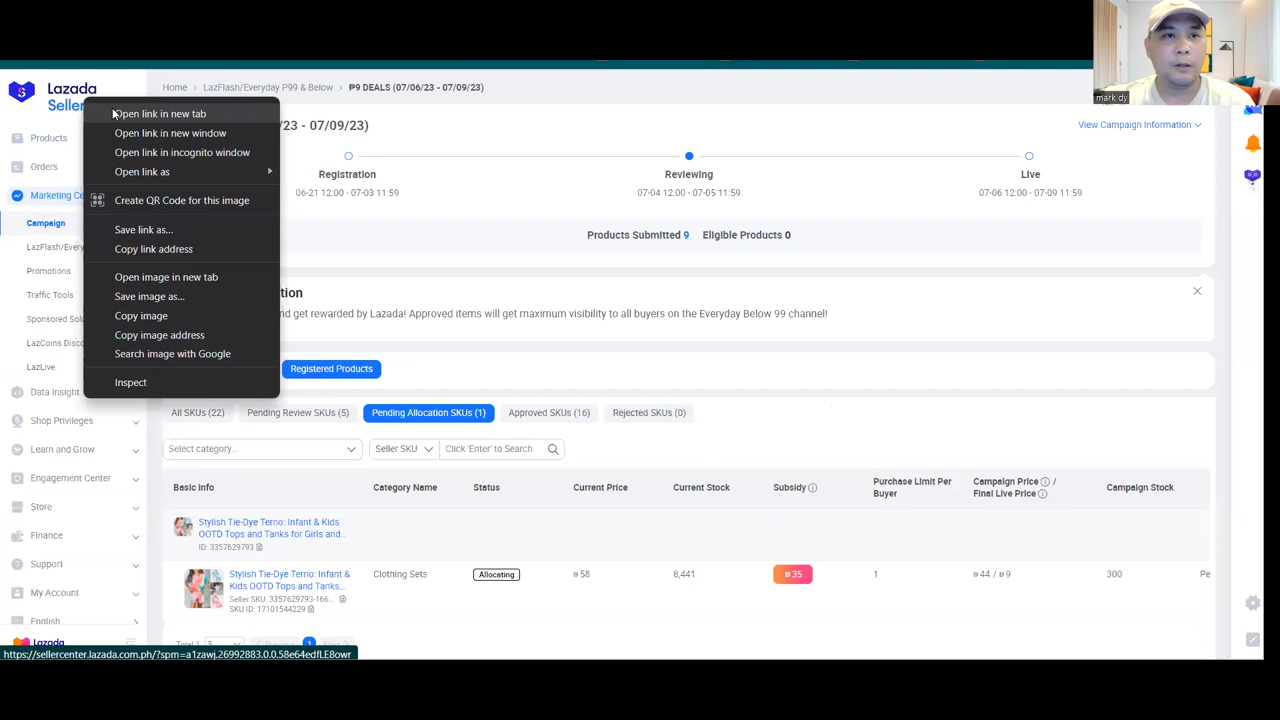 mark dy
Lazada
Seller
Home > LazFlash/Everyday P99 & Below > ₱9 DEALS (07/06/23 - 07/09/23)
/23 - 07/09/23)
View Campaign Information
Registration
06-21 12:00 - 07-03 11:59
Reviewing
07-04 12:00 - 07-05 11:59
Live
07-06 12:00 - 07-09 11:59
Products Submitted 9 Eligible Products 0
Products
Orders
Marketing Ce
Campaign
LazFlash/Every
Promotions
Traffic Tools
Sponsored Solu
LazCoins Disco
LazLive
Data Insight
Shop Privileges
Learn and Grow
Engagement Center
Store
Finance
Support
My Account
English
Lazada
Open link in new tab
Open link in new window
Open link in incognito window
Open link as
Create QR Code for this image
Save link as...
Copy link address
Open image in new tab
Save image as...
Copy image
Copy image address
Search image with Google
Inspect
tion
nd get rewarded by Lazada! Approved items will get maximum visibility to all buyers on the Everyday Below 99 channel!
Registered Products
All SKUs (22) Pending Review SKUs (5) Pending Allocation SKUs (1) Approved SKUs (16) Rejected SKUs (0)
Select category... Seller SKU Click 'Enter' to Search
Basic Info Category Name Status Current Price Current Stock Subsidy Purchase Limit Per Buyer Campaign Price / Final Live Price Campaign Stock
Stylish Tie-Dye Terno: Infant & Kids
OOTD Tops and Tanks for Girls and...
ID: 3357629793
Stylish Tie-Dye Terno: Infant & Clothing Sets Allocating ₱58 8,441 ₱35 1 ₱44 / ₱9 300 Pe
Kids OOTD Tops and Tanks...
Seller SKU: 3357629793-166...
SKU ID: 17101544229
Total 1 5 Previous 1 Next
https://sellercenter.lazada.com.ph/?spm=a1zawj.26992883.0.0.58e64edfLE8owr